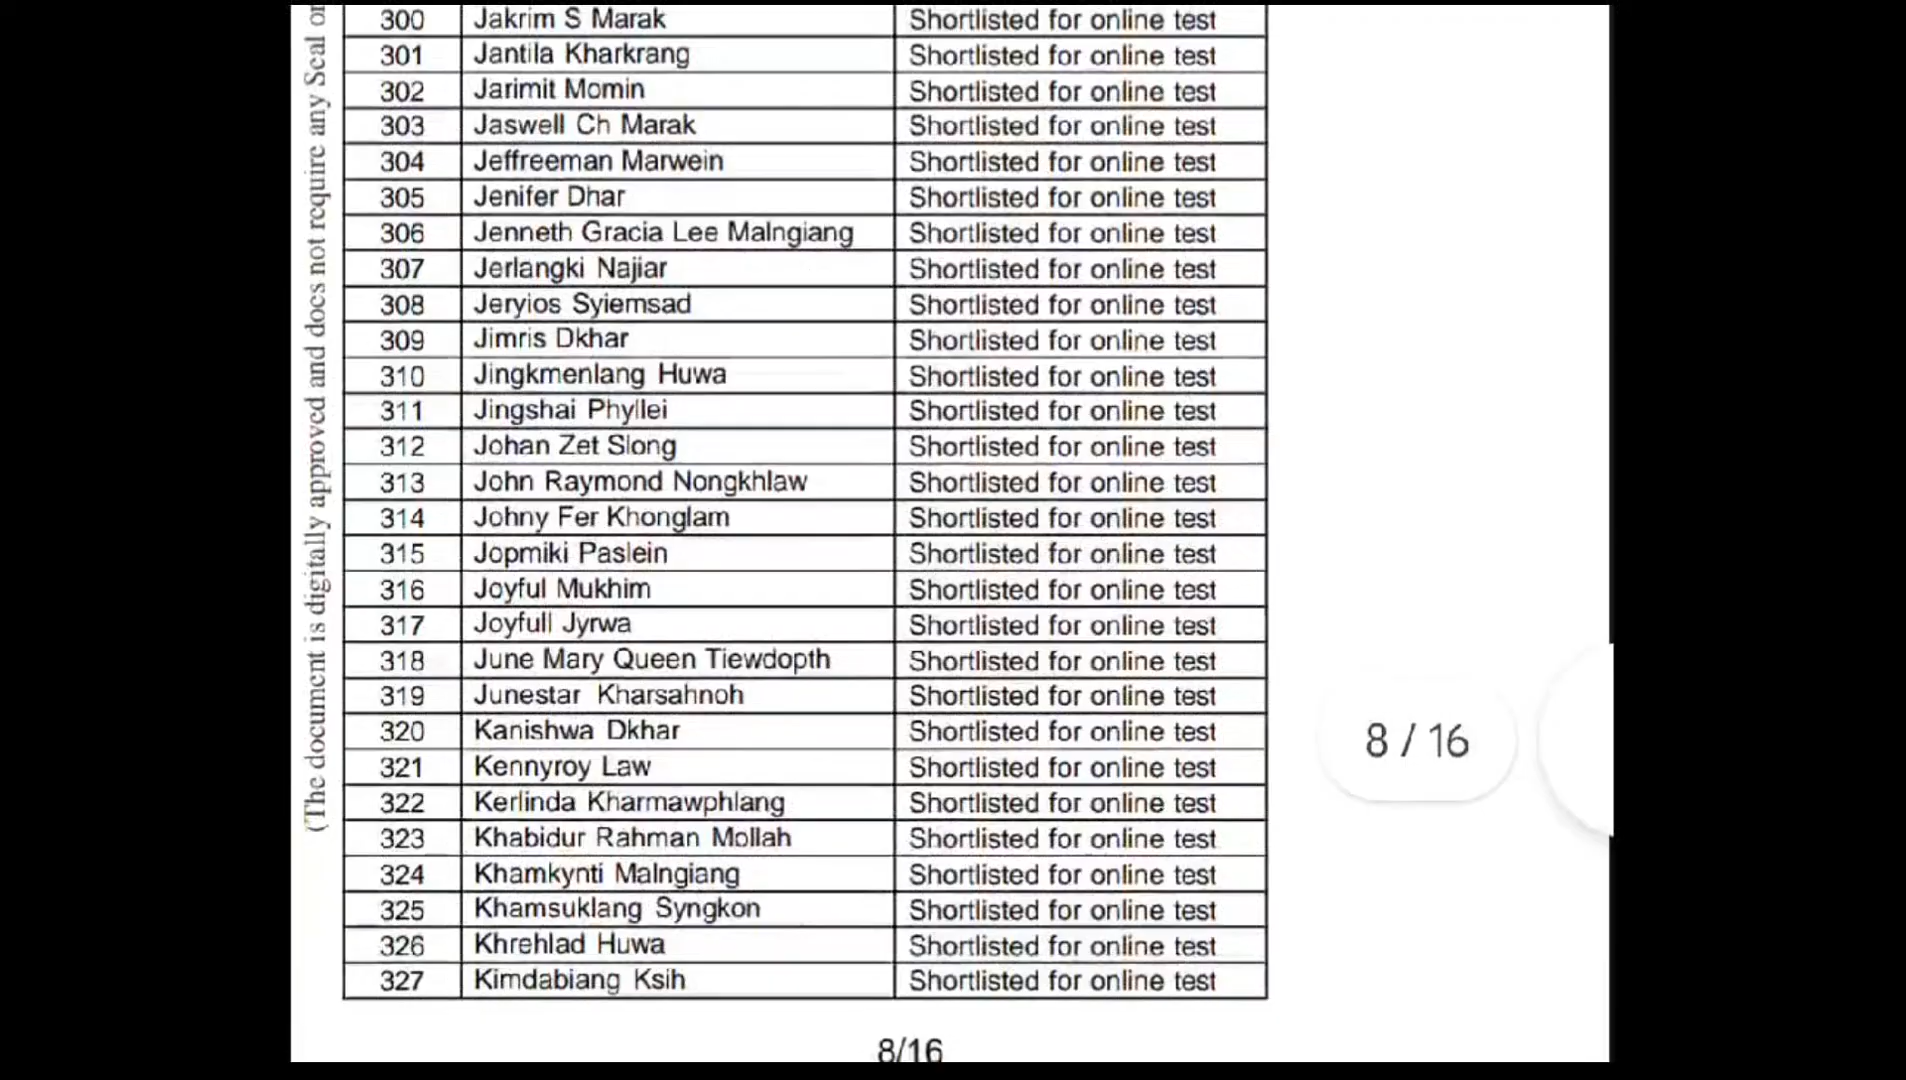 (The document is digitally approved and does not require any Seal or
300 Jakrim S Marak Shortlisted for online test
301 Jantila Kharkrang Shortlisted for online test
302 Jarimit Momin Shortlisted for online test
303 Jaswell Ch Marak Shortlisted for online test
304 Jeffreeman Marwein Shortlisted for online test
305 Jenifer Dhar Shortlisted for online test
306 Jenneth Gracia Lee Malngiang Shortlisted for online test
307 Jerlangki Najiar Shortlisted for online test
308 Jeryios Syiemsad Shortlisted for online test
309 Jimris Dkhar Shortlisted for online test
310 Jingkmenlang Huwa Shortlisted for online test
311 Jingshai Phyllei Shortlisted for online test
312 Johan Zet Slong Shortlisted for online test
313 John Raymond Nongkhlaw Shortlisted for online test
314 Johny Fer Khonglam Shortlisted for online test
315 Jopmiki Paslein Shortlisted for online test
316 Joyful Mukhim Shortlisted for online test
317 Joyfull Jyrwa Shortlisted for online test
318 June Mary Queen Tiewdopth Shortlisted for online test
319 Junestar Kharsahnoh Shortlisted for online test
320 Kanishwa Dkhar Shortlisted for online test
321 Kennyroy Law Shortlisted for online test
322 Kerlinda Kharmawphlang Shortlisted for online test
323 Khabidur Rahman Mollah Shortlisted for online test
324 Khamkynti Malngiang Shortlisted for online test
325 Khamsuklang Syngkon Shortlisted for online test
326 Khrehlad Huwa Shortlisted for online test
327 Kimdabiang Ksih Shortlisted for online test
8 / 16
8/16